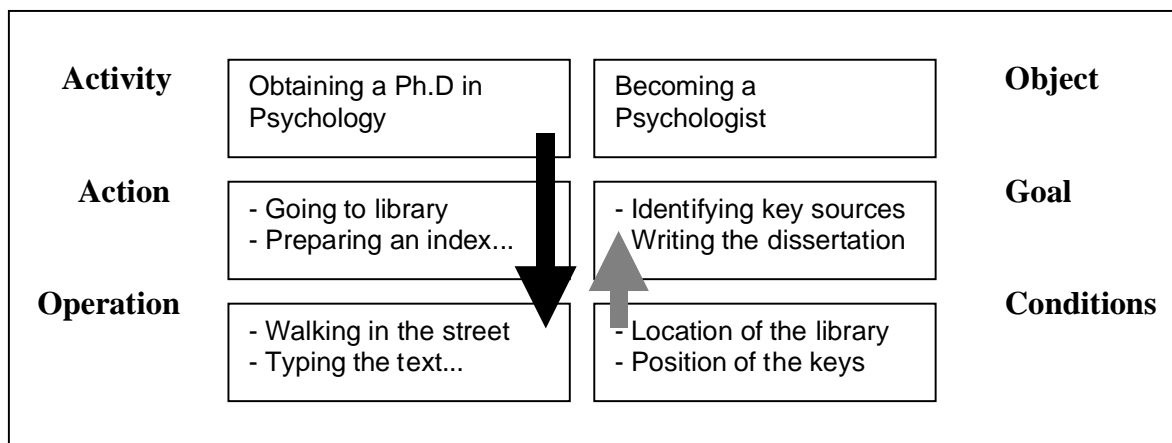 Activity
Obtaining a Ph.D in
Psychology
Becoming a
Psychologist
Object
Action
- Going to library
- Preparing an index...
- Identifying key sources
Writing the dissertation
Goal
Operation
- Walking in the street
- Typing the text...
- Location of the library
- Position of the keys
Conditions